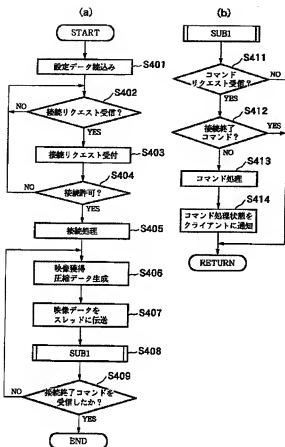 (a)
START
設定データ読込み
S401
S402
接続リクエスト受信?
NO
YES
接続リクエスト受付
S403
S404
接続許可?
NO
YES
接続処理
S405
映像獲得
圧縮データ生成
S406
映像データを
スレッドに伝送
S407
SUB1
S408
S409
接続終了コマンドを
受信したか?
NO
YES
END
(b)
SUB1
S411
コマンド
リクエスト受信?
NO
YES
S412
接続終了
コマンド?
YES
NO
S413
コマンド処理
S414
コマンド処理状態を
クライアントに通知
RETURN